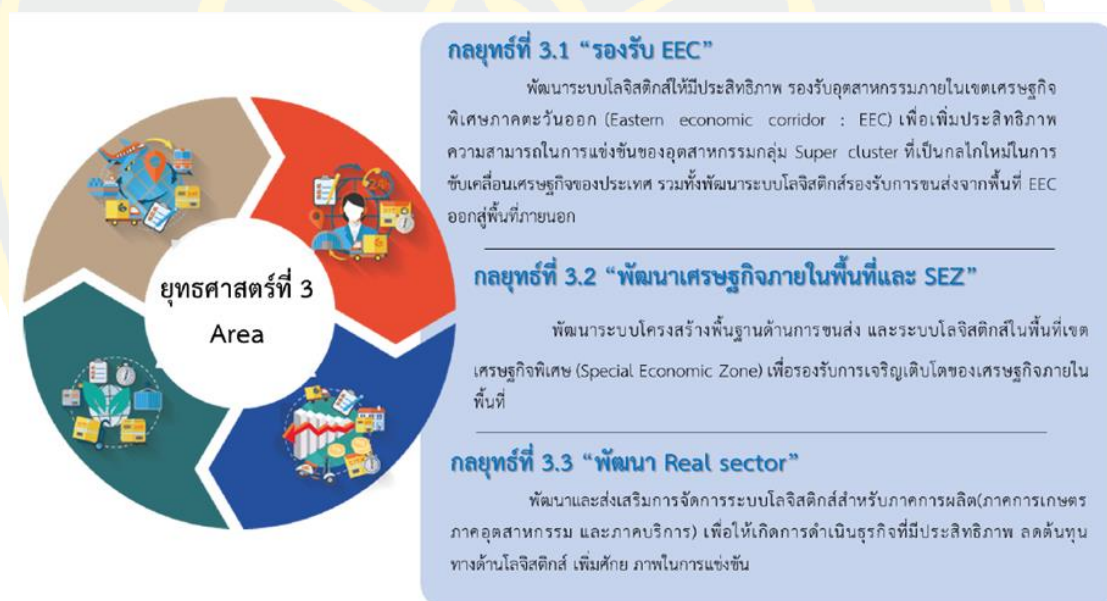 กลยุทธ์ที่ 3.1 “รองรับ EEC”
พัฒนาระบบโลจิสติกส์ให้มีประสิทธิภาพ รองรับอุตสาหกรรมภายในเขตเศรษฐกิจ
พิเศษภาคตะวันออก (Eastern economic corridor : EEC) เพื่อเพิ่มประสิทธิภาพ
ความสามารถในการแข่งขันของอุตสาหกรรมกลุ่ม Super cluster ที่เป็นกลไกใหม่ในการ
ขับเคลื่อนเศรษฐกิจของประเทศ รวมทั้งพัฒนาระบบโลจิสติกส์รองรับการขนส่งจากพื้นที่ EEC
ออกสู่พื้นที่ภายนอก
ยุทธศาสตร์ที่ 3
Area
กลยุทธ์ที่ 3.2 “พัฒนาเศรษฐกิจภายในพื้นที่และ SEZ”
พัฒนาระบบโครงสร้างพื้นฐานด้านการขนส่ง และระบบโลจิสติกส์ในพื้นที่เขต
เศรษฐกิจพิเศษ (Special Economic Zone) เพื่อรองรับการเจริญเติบโตของเศรษฐกิจภายใน
พื้นที่
กลยุทธ์ที่ 3.3 “พัฒนา Real sector”
พัฒนาและส่งเสริมการจัดการระบบโลจิสติกส์สำหรับภาคการผลิต(ภาคการเกษตร
ภาคอุตสาหกรรม และภาคบริการ) เพื่อให้เกิดการดำเนินธุรกิจที่มีประสิทธิภาพ ลดต้นทุน
ทางด้านโลจิสติกส์ เพิ่มศักย ภาพในการแข่งขัน